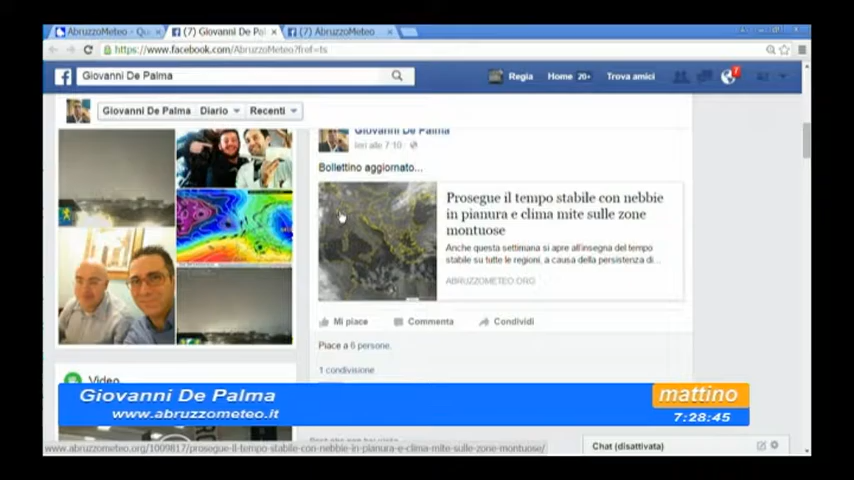 AbruzzoMeteo - Qu
(7) Giovanni De Pal
(7) AbruzzoMeteo
https://www.facebook.com/AbruzzoMeteo?fref=ts
Giovanni De Palma
Regia
Home 20+
Trova amici
7
Giovanni De Palma
Diario
Recenti
Giovanni De Palma
Ieri alle 7:10
Bollettino aggiornato...
Prosegue il tempo stabile con nebbie
in pianura e clima mite sulle zone
montuose
Anche questa settimana si apre all'insegna del tempo
stabile su tutte le regioni, a causa della persistenza di...
ABRUZZOMETEO.ORG
Mi piace
Commenta
Condividi
Piace a 6 persone.
1 condivisione
Video
Giovanni De Palma
www.abruzzometeo.it
mattino
7:28:45
Chat (disattivata)
www.abruzzometeo.org/1009817/prosegue-il-tempo-stabile-con-nebbie-in-pianura-e-clima-mite-sulle-zone-montuose/